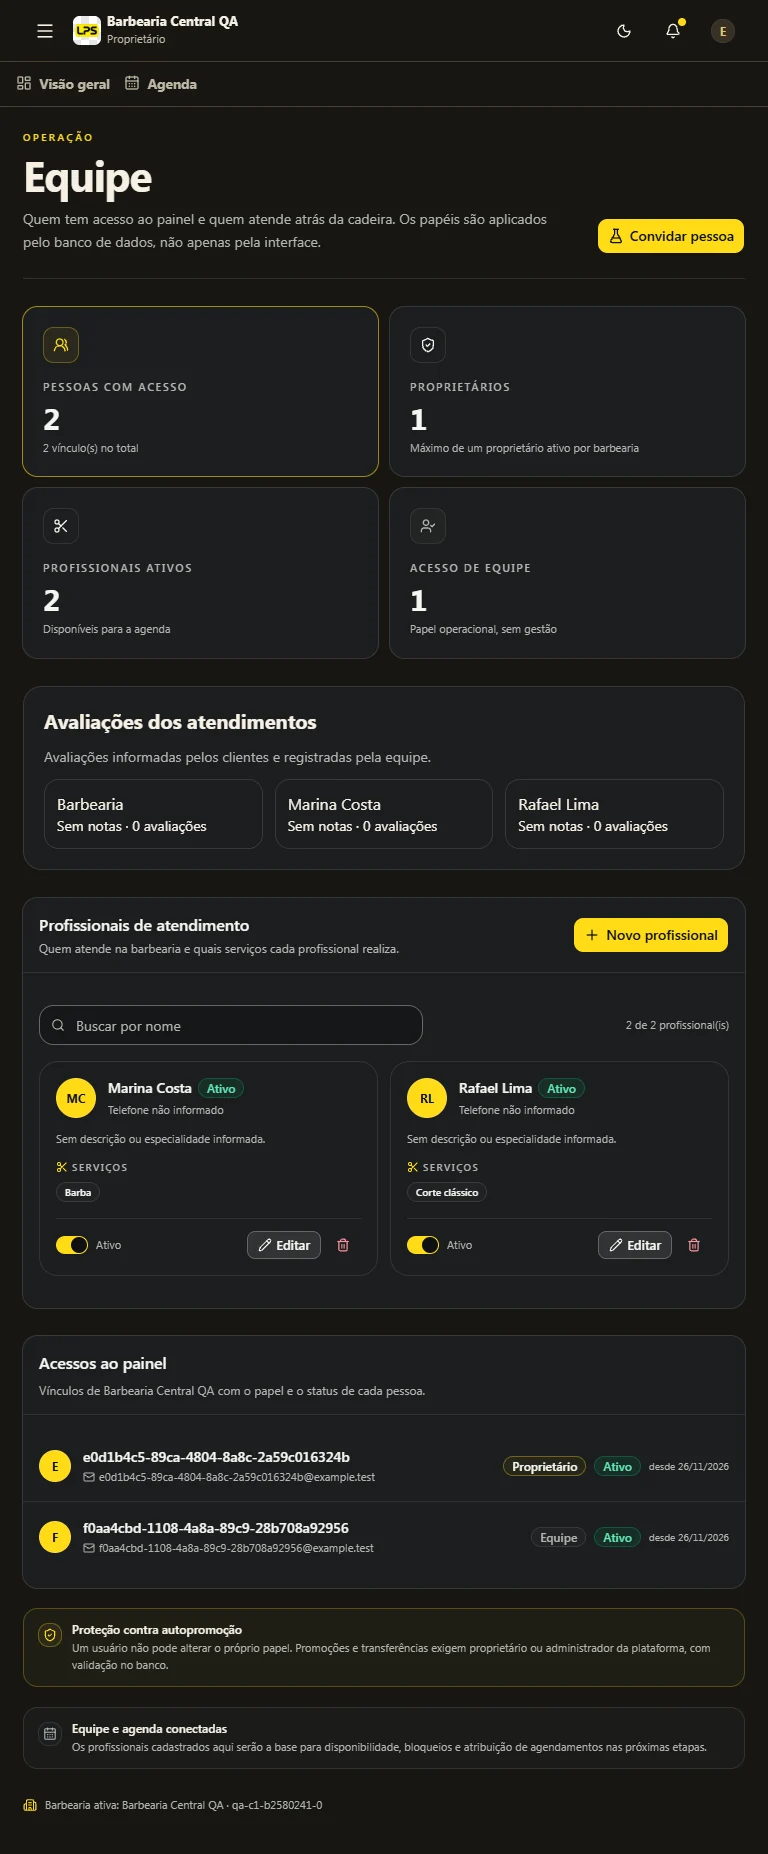 LPS
Barbearia Central QA
Proprietário
E
Visão geral
Agenda
OPERAÇÃO
Equipe
Quem tem acesso ao painel e quem atende atrás da cadeira. Os papéis são aplicados
pelo banco de dados, não apenas pela interface.
Convidar pessoa
PESSOAS COM ACESSO
2
2 vínculo(s) no total
PROPRIETÁRIOS
1
Máximo de um proprietário ativo por barbearia
PROFISSIONAIS ATIVOS
2
Disponíveis para a agenda
ACESSO DE EQUIPE
1
Papel operacional, sem gestão
Avaliações dos atendimentos
Avaliações informadas pelos clientes e registradas pela equipe.
Barbearia
Sem notas · 0 avaliações
Marina Costa
Sem notas · 0 avaliações
Rafael Lima
Sem notas · 0 avaliações
Profissionais de atendimento
Quem atende na barbearia e quais serviços cada profissional realiza.
Novo profissional
Buscar por nome
2 de 2 profissional(is)
MC
Marina Costa
Ativo
Telefone não informado
Sem descrição ou especialidade informada.
SERVIÇOS
Barba
Ativo
Editar
RL
Rafael Lima
Ativo
Telefone não informado
Sem descrição ou especialidade informada.
SERVIÇOS
Corte clássico
Ativo
Editar
Acessos ao painel
Vínculos de Barbearia Central QA com o papel e o status de cada pessoa.
E
e0d1b4c5-89ca-4804-8a8c-2a59c016324b
e0d1b4c5-89ca-4804-8a8c-2a59c016324b@example.test
Proprietário
Ativo
desde 26/11/2026
F
f0aa4cbd-1108-4a8a-89c9-28b708a92956
f0aa4cbd-1108-4a8a-89c9-28b708a92956@example.test
Equipe
Ativo
desde 26/11/2026
Proteção contra autopromoção
Um usuário não pode alterar o próprio papel. Promoções e transferências exigem proprietário ou administrador da plataforma, com
validação no banco.
Equipe e agenda conectadas
Os profissionais cadastrados aqui serão a base para disponibilidade, bloqueios e atribuição de agendamentos nas próximas etapas.
Barbearia ativa: Barbearia Central QA · qa-c1-b2580241-0